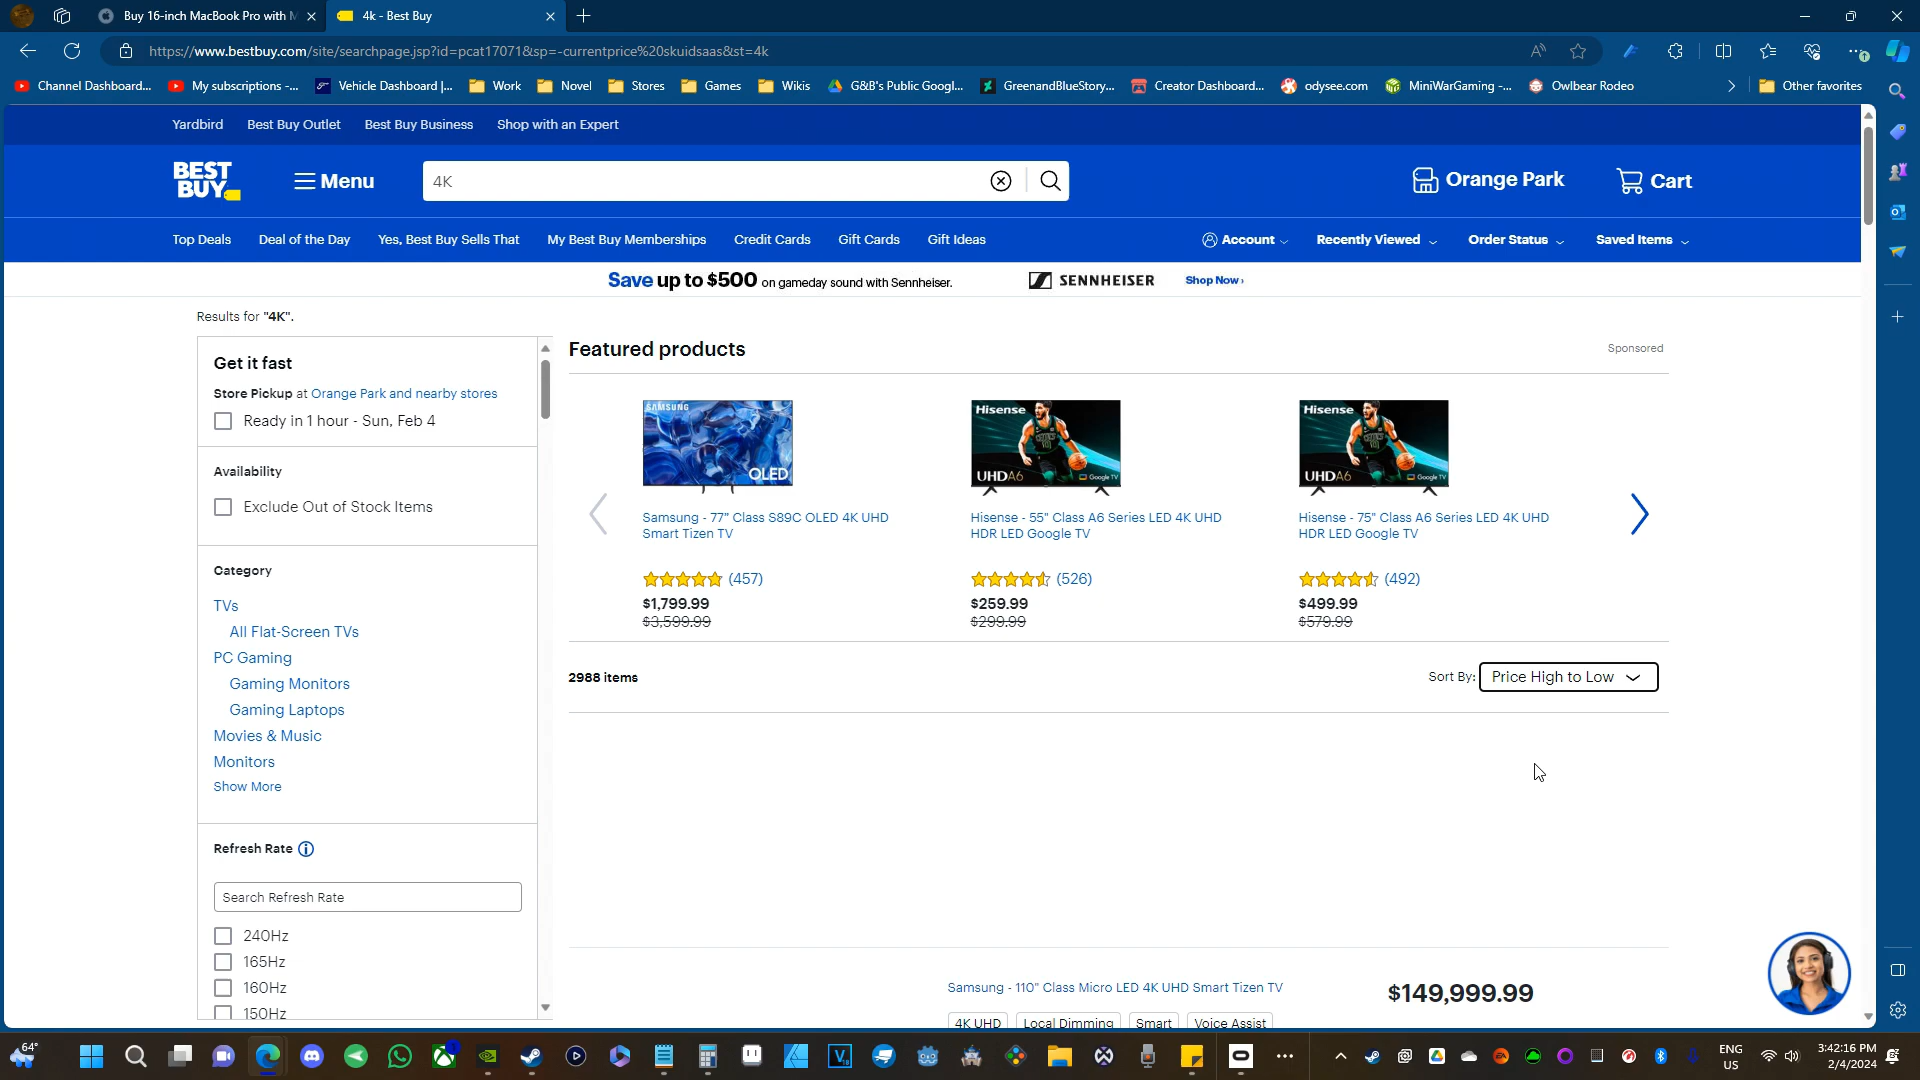 Buy 16-inch MacBook Pro with M
4k - Best Buy
https://www.bestbuy.com/site/searchpage.jsp?id=pcat17071&sp=-currentprice%20skuidsaas&st=4k
Channel Dashboard...
My subscriptions -...
Vehicle Dashboard |...
Work
Novel
Stores
Games
Wikis
G&B's Public Googl...
GreenandBlueStory...
Creator Dashboard...
odysee.com
MiniWarGaming -...
Owlbear Rodeo
Other favorites
Yardbird
Best Buy Outlet
Best Buy Business
Shop with an Expert
BEST
BUY
Menu
4K
Orange Park
Cart
Top Deals
Deal of the Day
Yes, Best Buy Sells That
My Best Buy Memberships
Credit Cards
Gift Cards
Gift Ideas
Account
Recently Viewed
Order Status
Saved Items
Save up to $500 on gameday sound with Sennheiser.
SENNHEISER
Shop Now ›
Results for "4K".
Get it fast
Store Pickup at Orange Park and nearby stores
Ready in 1 hour - Sun, Feb 4
Availability
Exclude Out of Stock Items
Category
TVs
All Flat-Screen TVs
PC Gaming
Gaming Monitors
Gaming Laptops
Movies & Music
Monitors
Show More
Refresh Rate
Search Refresh Rate
240Hz
165Hz
160Hz
150Hz
Featured products
Sponsored
SAMSUNG
OLED
Samsung - 77" Class S89C OLED 4K UHD
Smart Tizen TV
(457)
$1,799.99
$3,599.99
Hisense
UHDA6
Google TV
Hisense - 55" Class A6 Series LED 4K UHD
HDR LED Google TV
(526)
$259.99
$299.99
Hisense
UHDA6
Google TV
Hisense - 75" Class A6 Series LED 4K UHD
HDR LED Google TV
(492)
$499.99
$579.99
2988 items
Sort By: Price High to Low
Samsung - 110" Class Micro LED 4K UHD Smart Tizen TV
$149,999.99
4K UHD
Local Dimming
Smart
Voice Assist
64°
ENG
US
3:42:16 PM
2/4/2024